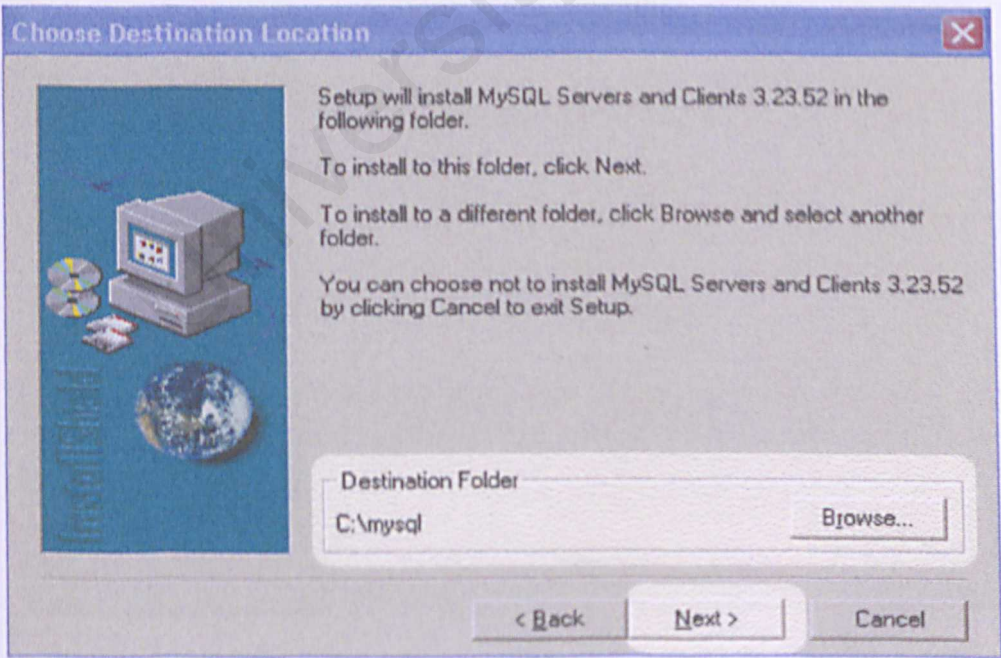 Choose Destination Location
Setup will install MySQL Servers and Clients 3.23.52 in the
following folder.
To install to this folder, click Next.
To install to a different folder, click Browse and select another
folder.
You can choose not to install MySQL Servers and Clients 3.23.52
by clicking Cancel to exit Setup.
InstallShield
Destination Folder
C:\mysql
Browse...
< Back
Next >
Cancel